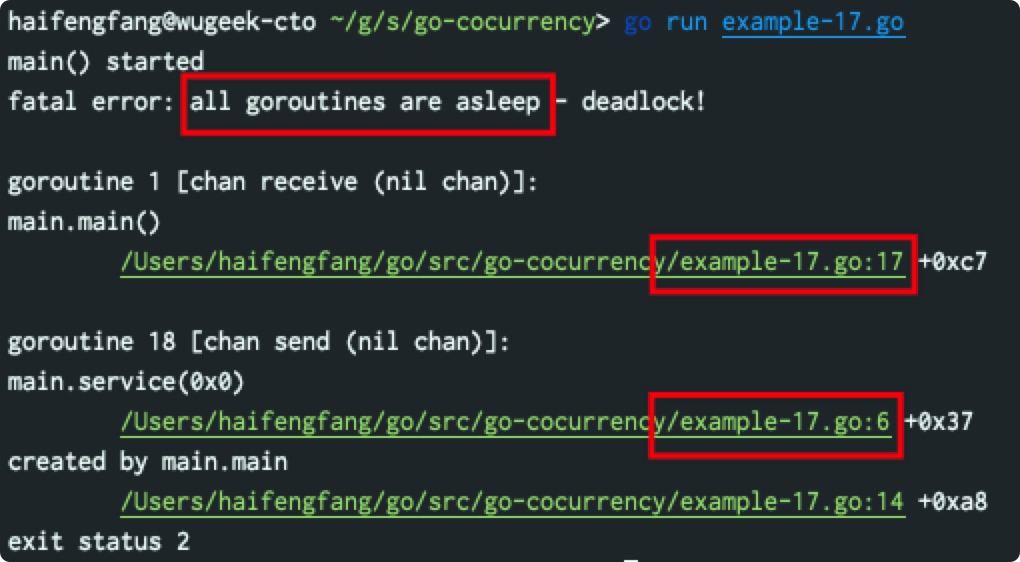 haifengfang@wugeek-cto ~/g/s/go-cocurrency> go run example-17.go
main() started
fatal error: all goroutines are asleep - deadlock!
goroutine 1 [chan receive (nil chan)]:
main.main()
/Users/haifengfang/go/src/go-cocurrency/example-17.go:17 +0xc7
goroutine 18 [chan send (nil chan)]:
main.service(0x0)
/Users/haifengfang/go/src/go-cocurrency/example-17.go:6 +0x37
created by main.main
/Users/haifengfang/go/src/go-cocurrency/example-17.go:14 +0xa8
exit status 2